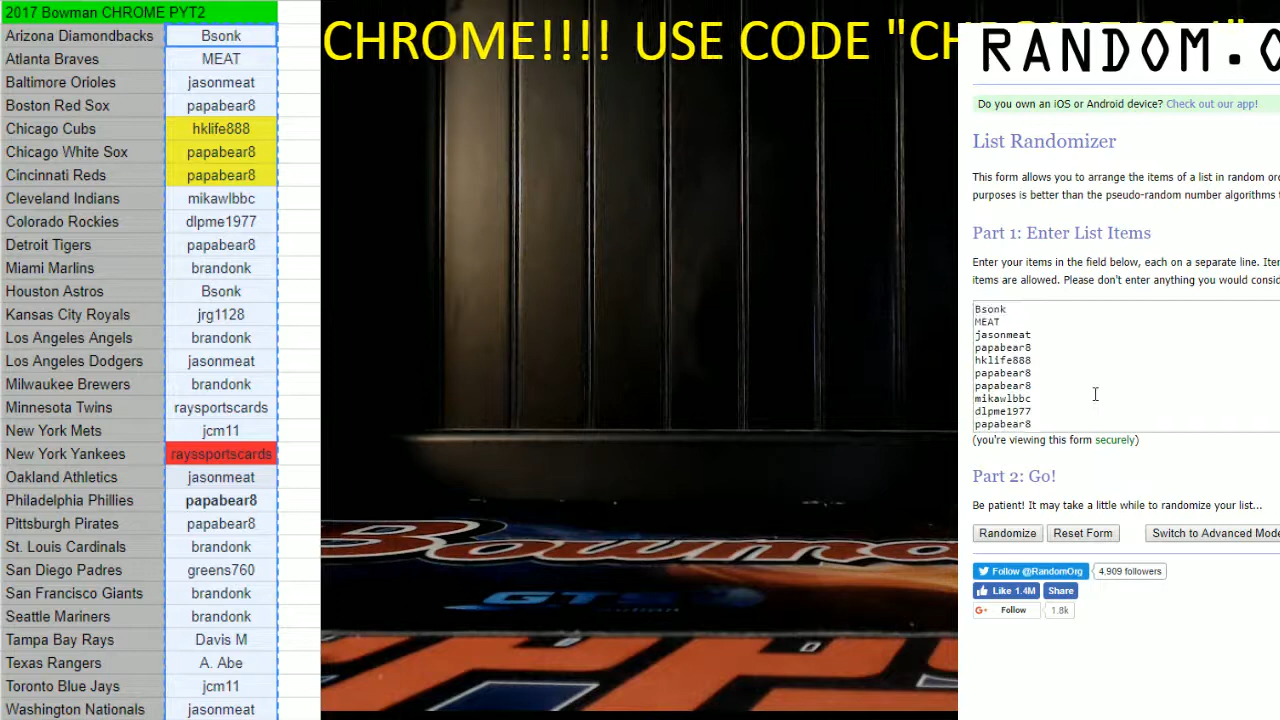 2017 Bowman CHROME PYT2
Arizona Diamondbacks Bsonk
Atlanta Braves MEAT
Baltimore Orioles jasonmeat
Boston Red Sox papabear8
Chicago Cubs hklife888
Chicago White Sox papabear8
Cincinnati Reds papabear8
Cleveland Indians mikawlbbc
Colorado Rockies dlpme1977
Detroit Tigers papabear8
Miami Marlins brandonk
Houston Astros Bsonk
Kansas City Royals jrg1128
Los Angeles Angels brandonk
Los Angeles Dodgers jasonmeat
Milwaukee Brewers brandonk
Minnesota Twins raysportscards
New York Mets jcm11
New York Yankees rayssportscards
Oakland Athletics jasonmeat
Philadelphia Phillies papabear8
Pittsburgh Pirates papabear8
St. Louis Cardinals brandonk
San Diego Padres greens760
San Francisco Giants brandonk
Seattle Mariners brandonk
Tampa Bay Rays Davis M
Texas Rangers A. Abe
Toronto Blue Jays jcm11
Washington Nationals jasonmeat
CHROME!!!! USE CODE "CH
Bowma
GTS
RANDOM.O
Do you own an iOS or Android device? Check out our app!
List Randomizer
This form allows you to arrange the items of a list in random or
purposes is better than the pseudo-random number algorithms
Part 1: Enter List Items
Enter your items in the field below, each on a separate line. Iter
items are allowed. Please don't enter anything you would consi
Bsonk
MEAT
jasonmeat
papabear8
hklife888
papabear8
papabear8
mikawlbbc
dlpme1977
papabear8
(you're viewing this form securely)
Part 2: Go!
Be patient! It may take a little while to randomize your list...
Randomize Reset Form Switch to Advanced Mode
Follow @RandomOrg 4,909 followers
Like 1.4M Share
G+ Follow 1.8k